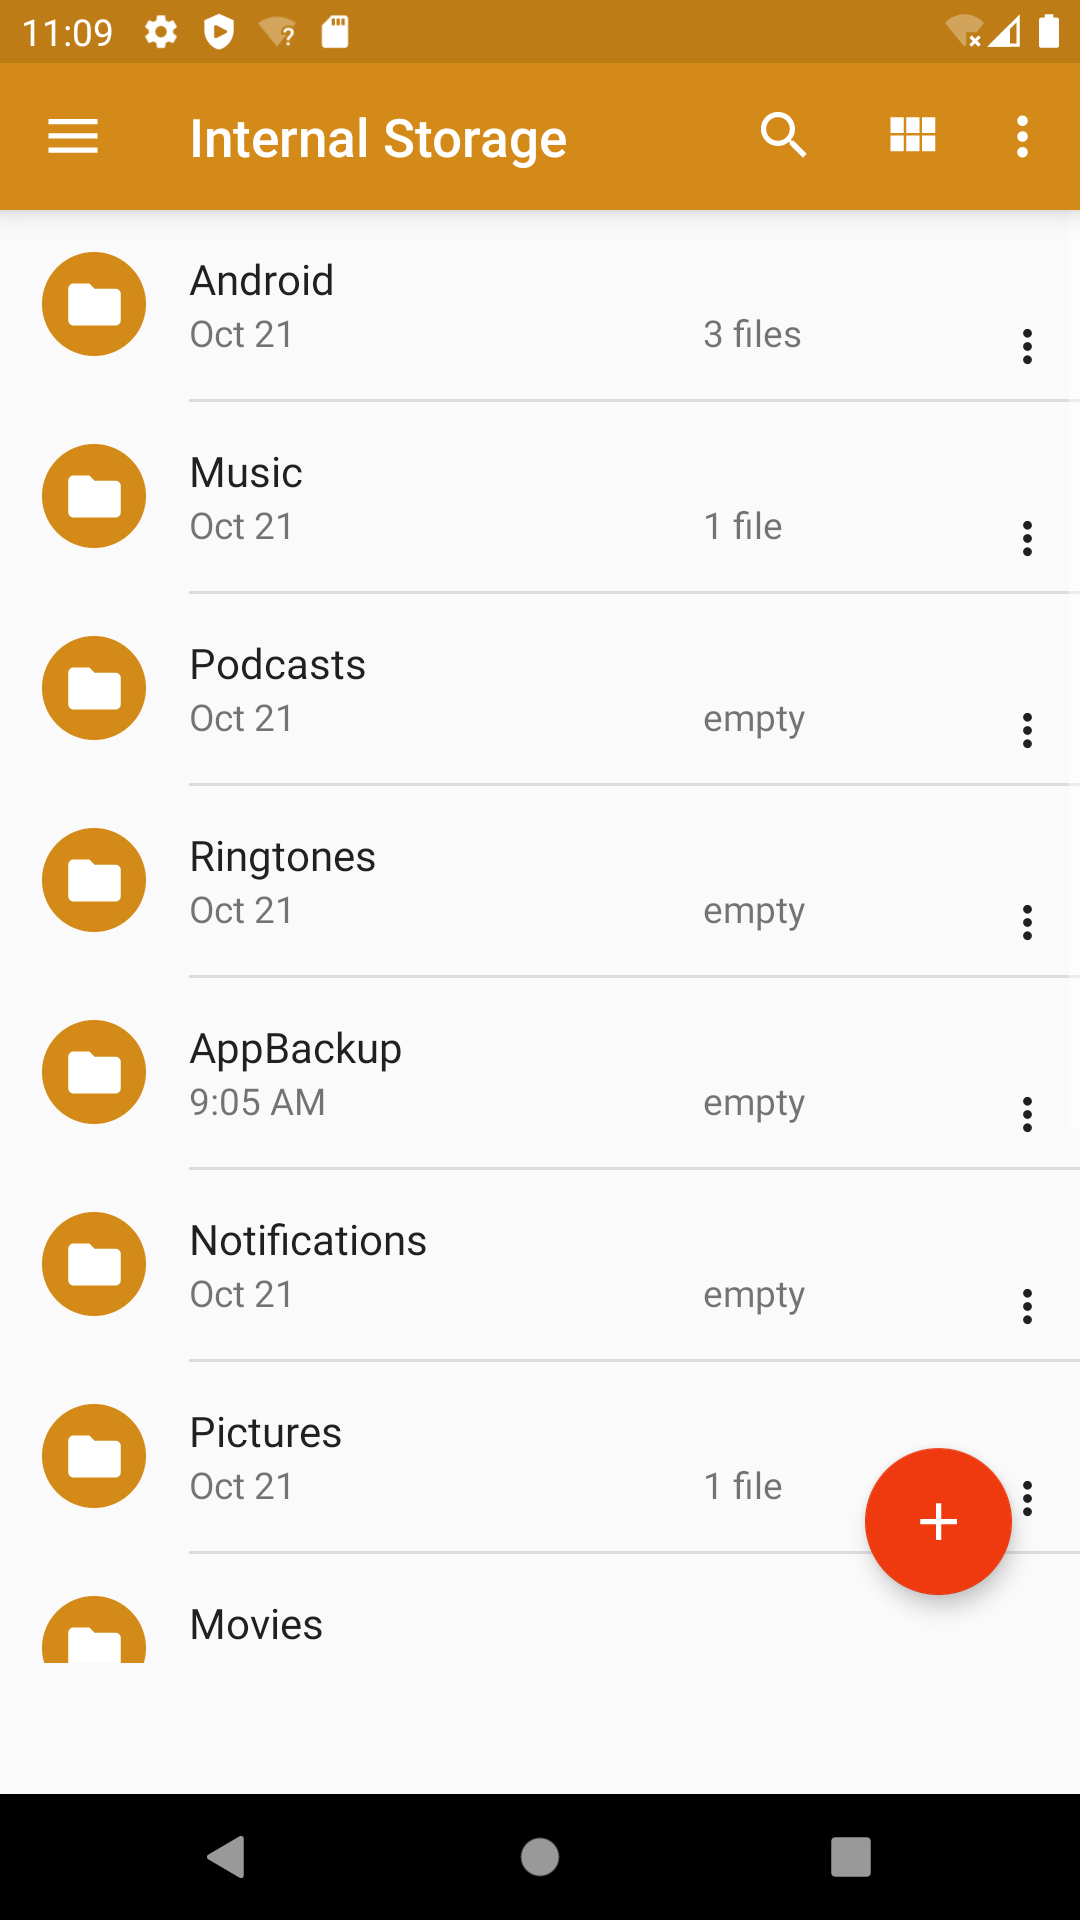 11:09
Internal Storage
Android
Oct 21 3 files
Music
Oct 21 1 file
Podcasts
Oct 21 empty
Ringtones
Oct 21 empty
AppBackup
9:05 AM empty
Notifications
Oct 21 empty
Pictures
Oct 21 1 file
Movies